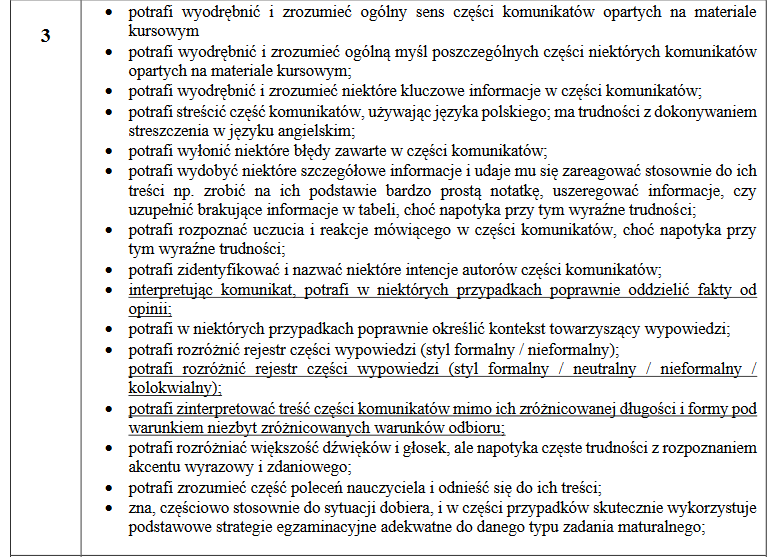 3
• potrafi wyodrębnić i zrozumieć ogólny sens części komunikatów opartych na materiale
kursowym
• potrafi wyodrębnić i zrozumieć ogólną myśl poszczególnych części niektórych komunikatów
opartych na materiale kursowym;
• potrafi wyodrębnić i zrozumieć niektóre kluczowe informacje w części komunikatów;
• potrafi streścić część komunikatów, używając języka polskiego; ma trudności z dokonywaniem
streszczenia w języku angielskim;
• potrafi wyłonić niektóre błędy zawarte w części komunikatów;
• potrafi wydobyć niektóre szczegółowe informacje i udaje mu się zareagować stosownie do ich
treści np. zrobić na ich podstawie bardzo prostą notatkę, uszeregować informacje, czy
uzupełnić brakujące informacje w tabeli, choć napotyka przy tym wyraźne trudności;
• potrafi rozpoznać uczucia i reakcje mówiącego w części komunikatów, choć napotyka przy
tym wyraźne trudności;
• potrafi zidentyfikować i nazwać niektóre intencje autorów części komunikatów;
• interpretując komunikat, potrafi w niektórych przypadkach poprawnie oddzielić fakty od
opinii;
• potrafi w niektórych przypadkach poprawnie określić kontekst towarzyszący wypowiedzi;
• potrafi rozróżnić rejestr części wypowiedzi (styl formalny / nieformalny);
potrafi rozróżnić rejestr części wypowiedzi (styl formalny / neutralny / nieformalny /
kolokwialny);
• potrafi zinterpretować treść części komunikatów mimo ich zróżnicowanej długości i formy pod
warunkiem niezbyt zróżnicowanych warunków odbioru;
• potrafi rozróżniać większość dźwięków i głosek, ale napotyka częste trudności z rozpoznaniem
akcentu wyrazowy i zdaniowego;
• potrafi zrozumieć część poleceń nauczyciela i odnieść się do ich treści;
• zna, częściowo stosownie do sytuacji dobiera, i w części przypadków skutecznie wykorzystuje
podstawowe strategie egzaminacyjne adekwatne do danego typu zadania maturalnego;